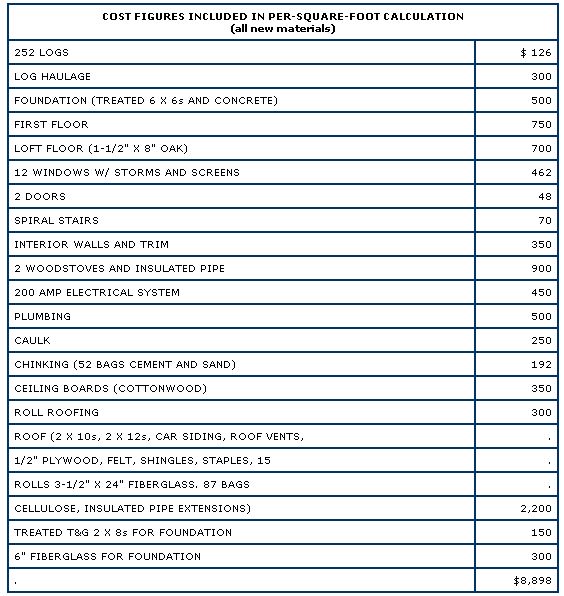 COST FIGURES INCLUDED IN PER-SQUARE-FOOT CALCULATION
(all new materials)
252 LOGS $ 126
LOG HAULAGE 300
FOUNDATION (TREATED 6 X 6s AND CONCRETE) 500
FIRST FLOOR 750
LOFT FLOOR (1-1/2" X 8" OAK) 700
12 WINDOWS W/ STORMS AND SCREENS 462
2 DOORS 48
SPIRAL STAIRS 70
INTERIOR WALLS AND TRIM 350
2 WOODSTOVES AND INSULATED PIPE 900
200 AMP ELECTRICAL SYSTEM 450
PLUMBING 500
CAULK 250
CHINKING (52 BAGS CEMENT AND SAND) 192
CEILING BOARDS (COTTONWOOD) 350
ROLL ROOFING 300
ROOF (2 X 10s, 2 X 12s, CAR SIDING, ROOF VENTS, .
1/2" PLYWOOD, FELT, SHINGLES, STAPLES, 15 .
ROLLS 3-1/2" X 24" FIBERGLASS. 87 BAGS .
CELLULOSE, INSULATED PIPE EXTENSIONS) 2,200
TREATED T&G 2 X 8s FOR FOUNDATION 150
6" FIBERGLASS FOR FOUNDATION 300
. $8,898